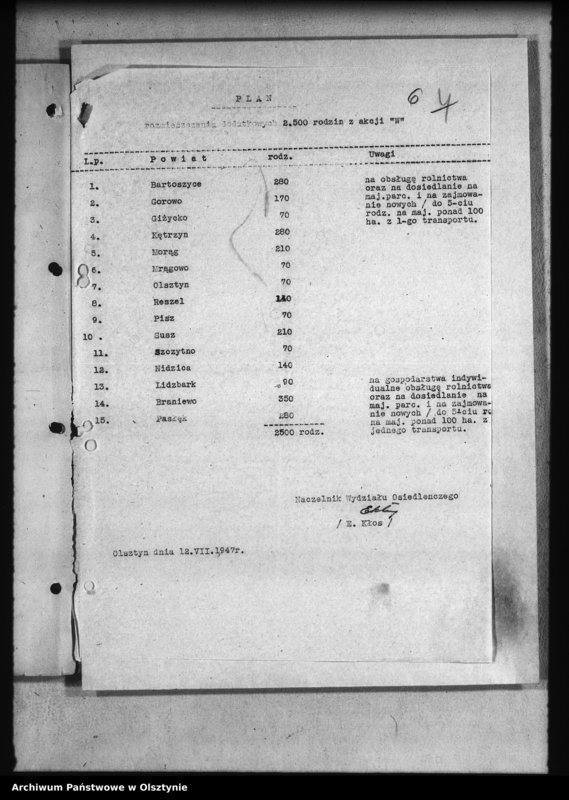 6 4
PLAN
rozmieszczenia dodatkowych 2.500 rodzin z akcji "W"
L.p. Powiat rodz. Uwagi
1. Bartoszyce 280
2. Gorowo 170
3. Giżycko 70
4. Kętrzyn 280
5. Morąg 210
6. Mrągowo 70
7. Olsztyn 70
8. Reszel 140
9. Pisz 70
10. Susz 210
11. Szczytno 70
12. Nidzica 140
13. Lidzbark 90
14. Braniewo 350
15. Pasłęk 280
2500 rodz.
na obsługę rolnictwa
oraz na dosiedlanie na
maj.parc. i na zajmowa-
nie nowych / do 5-ciu
rodz. na maj. ponad 100
ha. z 1-go transportu.
na gospodarstwa indywi-
dualne obsługę rolnictwa
oraz na dosiedlanie na
maj. parc. i na zajmowa-
nie nowych / do 5-ciu ro
na maj. ponad 100 ha. z
jednego transportu.
Naczelnik Wydziału Osiedleńczego
/ E. Kłos /
Olsztyn dnia 12.VII.1947r.
Archiwum Państwowe w Olsztynie